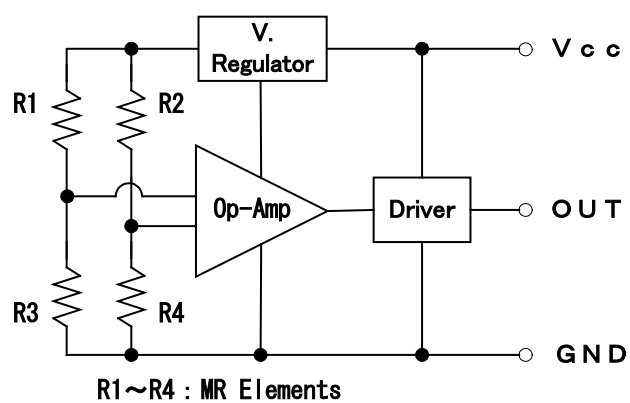 V.
Regulator
Vcc
R1
R2
Op-Amp
Driver
OUT
R3
R4
GND
R1～R4 : MR Elements